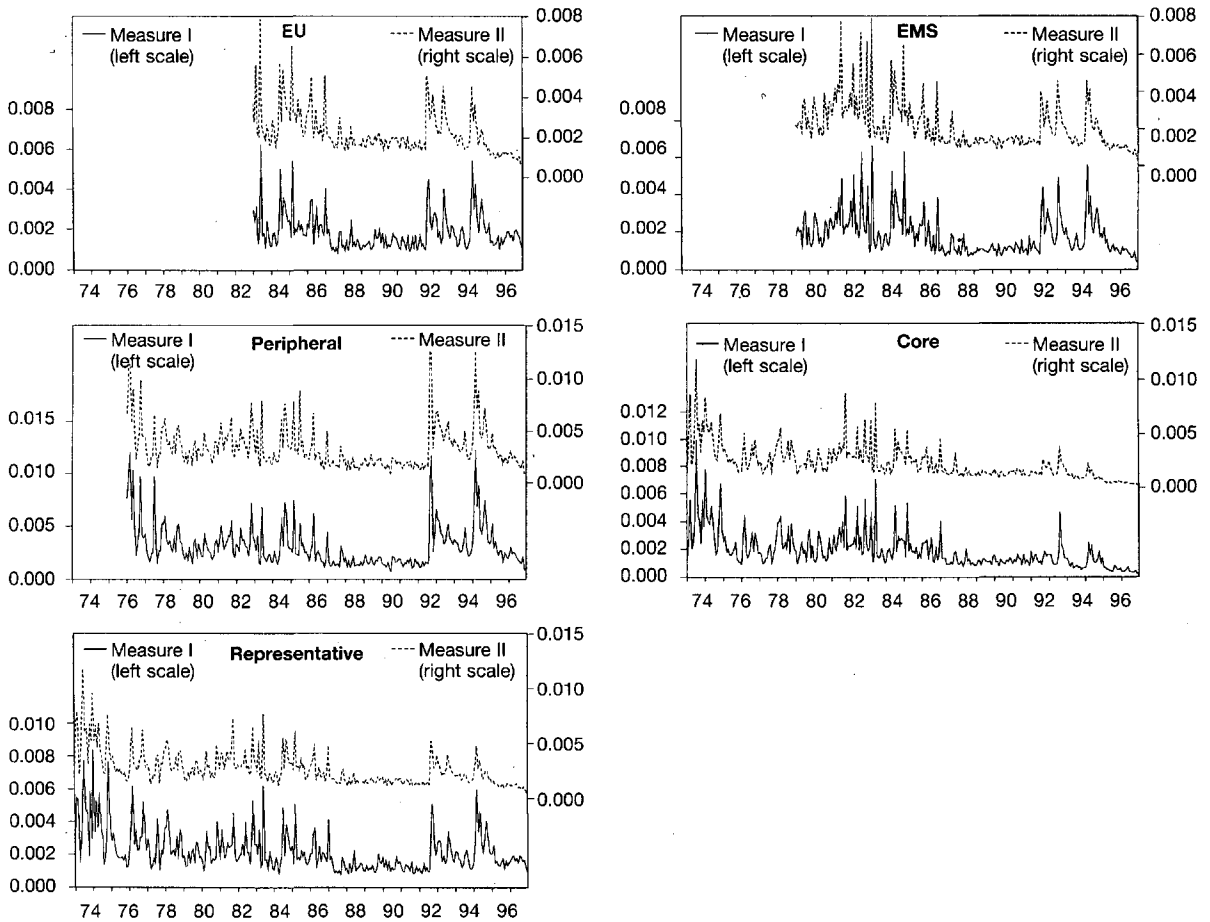 EU
Measure I
(left scale)
Measure II
(right scale)
0.008
0.006
0.004
0.002
0.000
0.008
0.006
0.004
0.002
0.000
74 76 78 80 82 84 86 88 90 92 94 96
EMS
Measure I
(left scale)
Measure II
(right scale)
0.008
0.006
0.004
0.002
0.000
0.008
0.006
0.004
0.002
0.000
74 76 78 80 82 84 86 88 90 92 94 96
Peripheral
Measure I
(left scale)
Measure II
0.015
0.010
0.005
0.000
0.015
0.010
0.005
0.000
74 76 78 80 82 84 86 88 90 92 94 96
Core
Measure I
(left scale)
Measure II
(right scale)
0.015
0.010
0.005
0.000
0.012
0.010
0.008
0.006
0.004
0.002
0.000
74 76 78 80 82 84 86 88 90 92 94 96
Representative
Measure I
(left scale)
Measure II
(right scale)
0.015
0.010
0.005
0.000
0.010
0.008
0.006
0.004
0.002
0.000
74 76 78 80 82 84 86 88 90 92 94 96